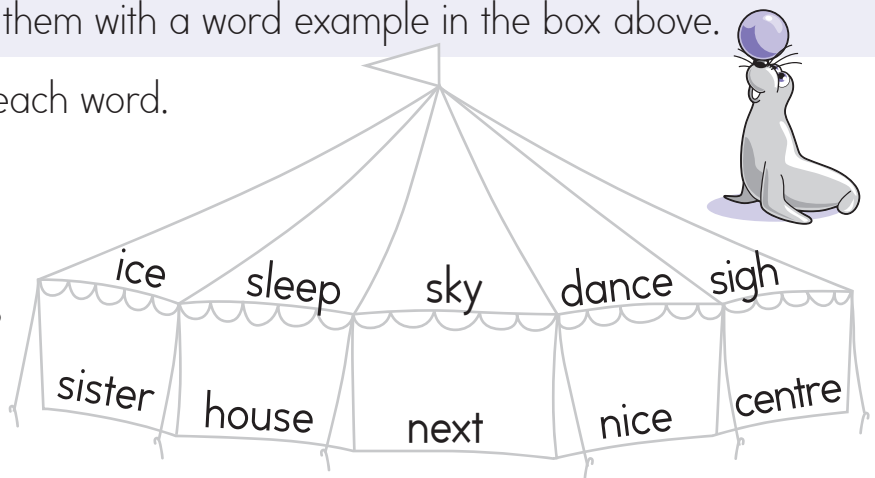 them with a word example in the box above.
each word.
ice sleep sky dance sigh
sister house next nice centre